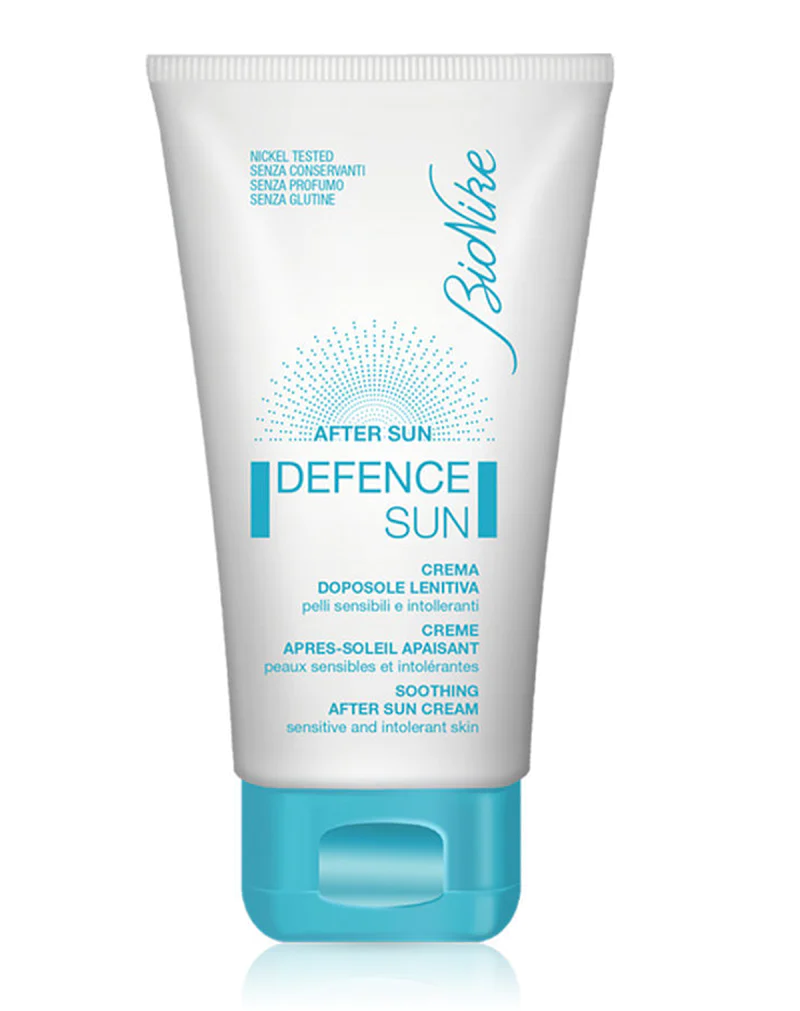 NICKEL TESTED
SENZA CONSERVANTI
SENZA PROFUMO
SENZA GLUTINE
BioNike
AFTER SUN
DEFENCE
SUN
CREMA
DOPOSOLE LENITIVA
pelli sensibili e intolleranti
CREME
APRES-SOLEIL APAISANT
peaux sensibles et intolérantes
SOOTHING
AFTER SUN CREAM
sensitive and intolerant skin